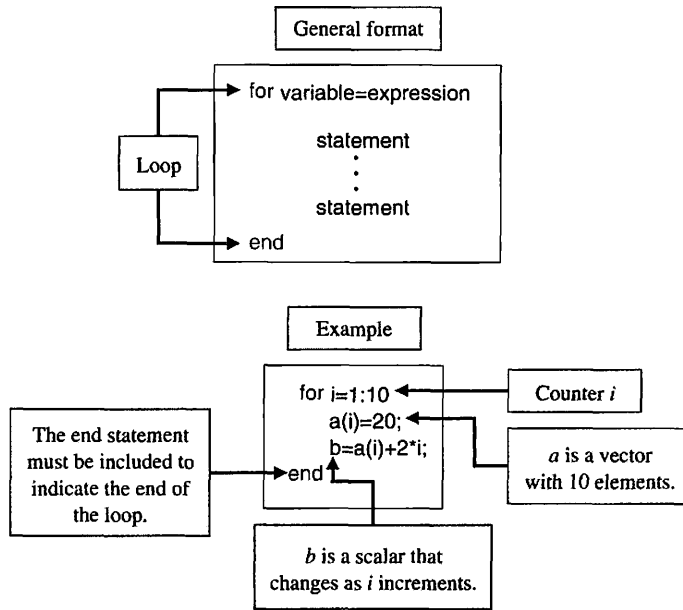 General format
for variable=expression
statement
Loop
statement
end
Example
for i=1:10
Counter i
a(i)=20;
The end statement
must be included to
indicate the end of
the loop.
b=a(i)+2*i;
end
a is a vector
with 10 elements.
b is a scalar that
changes as i increments.